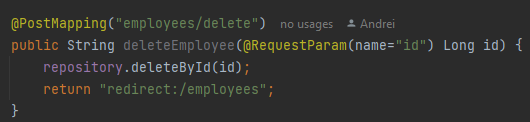 @PostMapping("employees/delete") no usages Andrei
public String deleteEmployee(@RequestParam(name="id") Long id) {
    repository.deleteById(id);
    return "redirect:/employees";
}